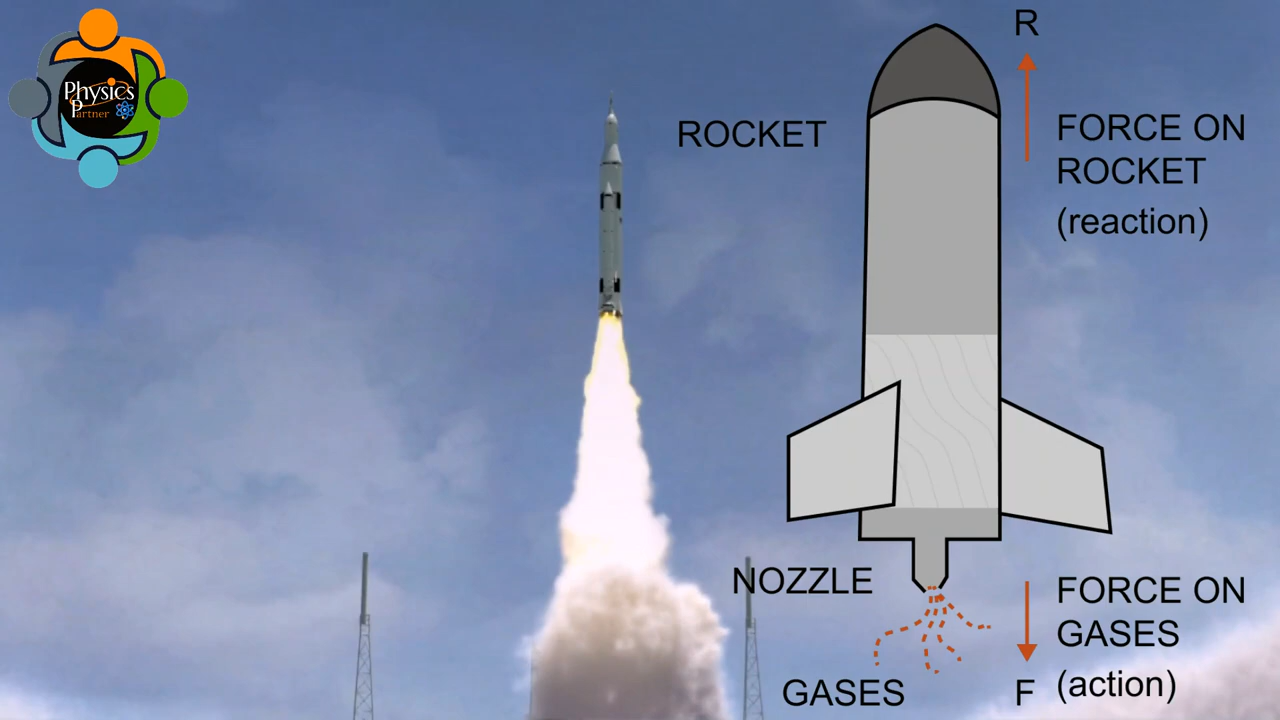 Physics
Partner
R
ROCKET
FORCE ON
ROCKET
(reaction)
NOZZLE
FORCE ON
GASES
(action)
GASES
F